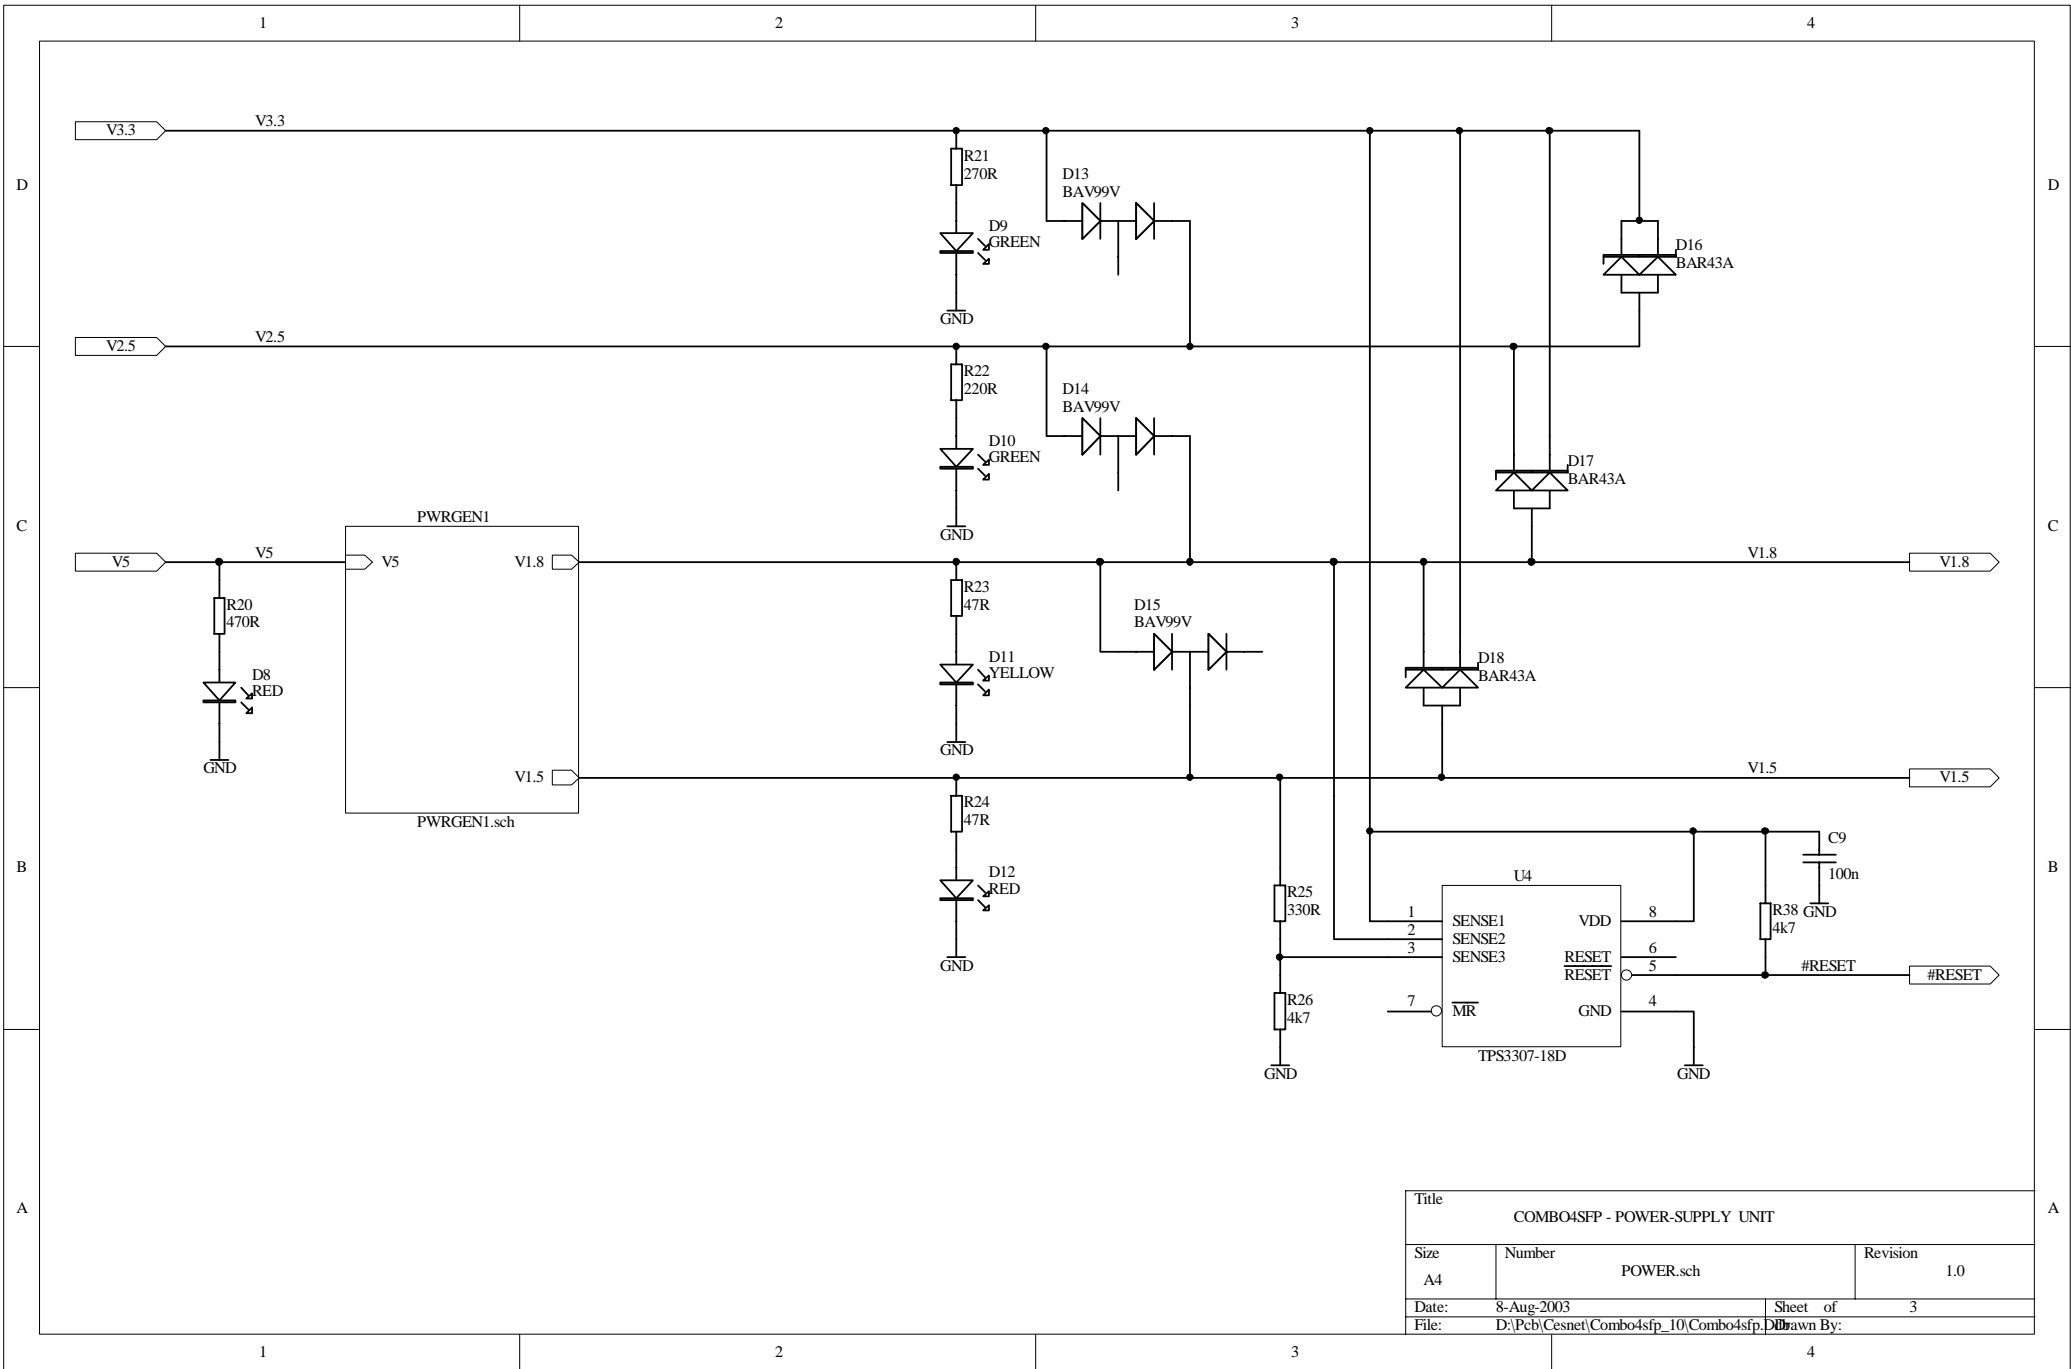 1 2 3 4
V3.3 V3.3
R21
270R
D13
BAV99V
D D
D9
GREEN
D16
BAR43A
GND
V2.5 V2.5
R22
220R
D14
BAV99V
D10
GREEN
D17
BAR43A
PWRGEN1
C C
GND
V5 V5 V5 V1.8 V1.8 V1.8
R20
470R
R23
47R
D15
BAV99V
D11
YELLOW
D18
BAR43A
D8
RED
GND
GND
V1.5 V1.5 V1.5
PWRGEN1.sch
R24
47R
C9
100n
GND
B B
D12
RED
GND
R25
330R
U4
1 SENSE1 VDD 8
2 SENSE2
3 SENSE3 RESET 6
RESET 5
7 MR GND 4
TPS3307-18D
R38
4k7
#RESET #RESET
R26
4k7
GND
GND
A A
Title
COMBO4SFP - POWER-SUPPLY UNIT
Size Number Revision
A4 POWER.sch 1.0
Date: 8-Aug-2003 Sheet of 3
File: D:\Pcb\Cesnet\Combo4sfp_10\Combo4sfp.Ddb Drawn By:
1 2 3 4